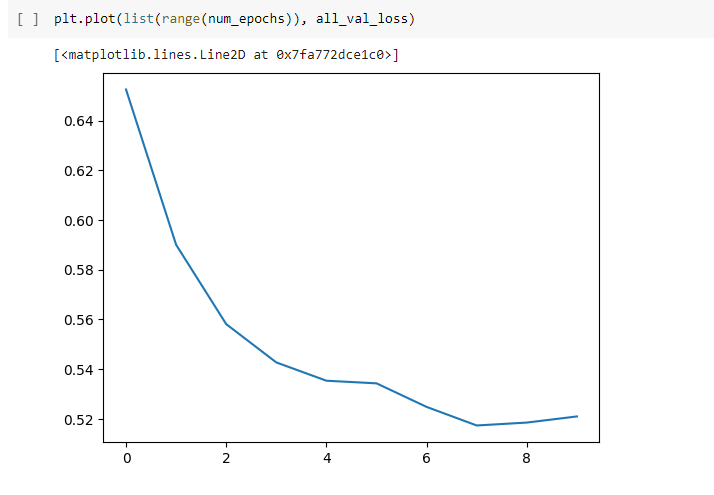 [ ] plt.plot(list(range(num_epochs)), all_val_loss)
[<matplotlib.lines.Line2D at 0x7fa772dce1c0>]
0.64
0.62
0.60
0.58
0.56
0.54
0.52
0 2 4 6 8